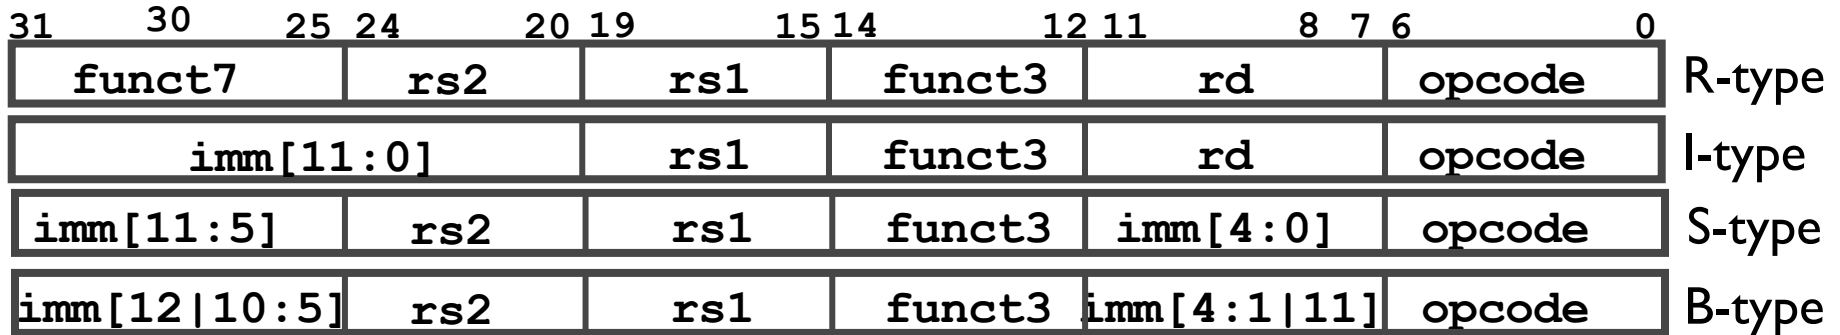 31 30 25 24 20 19 15 14 12 11 8 7 6 0
funct7 rs2 rs1 funct3 rd opcode R-type
imm[11:0] rs1 funct3 rd opcode I-type
imm[11:5] rs2 rs1 funct3 imm[4:0] opcode S-type
imm[12|10:5] rs2 rs1 funct3 imm[4:1|11] opcode B-type